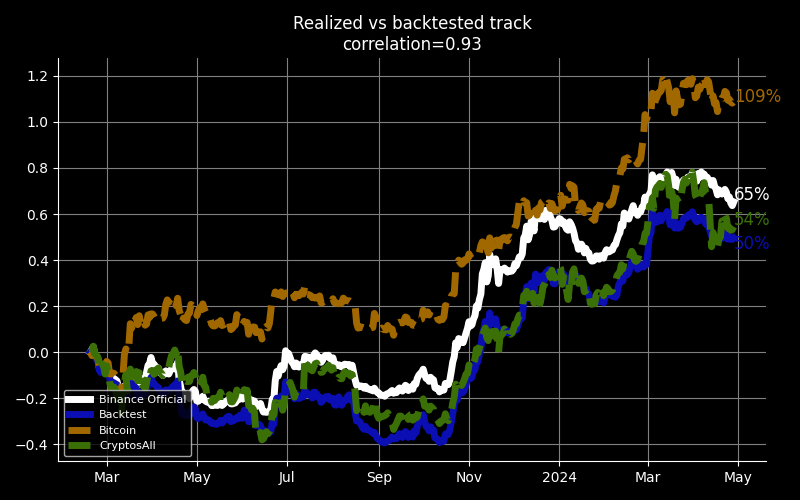 Realized vs backtested track
correlation=0.93
1.2
1.0
0.8
0.6
0.4
0.2
0.0
−0.2
−0.4
109%
65%
54%
50%
Binance Official
Backtest
Bitcoin
CryptosAll
Mar May Jul Sep Nov 2024 Mar May